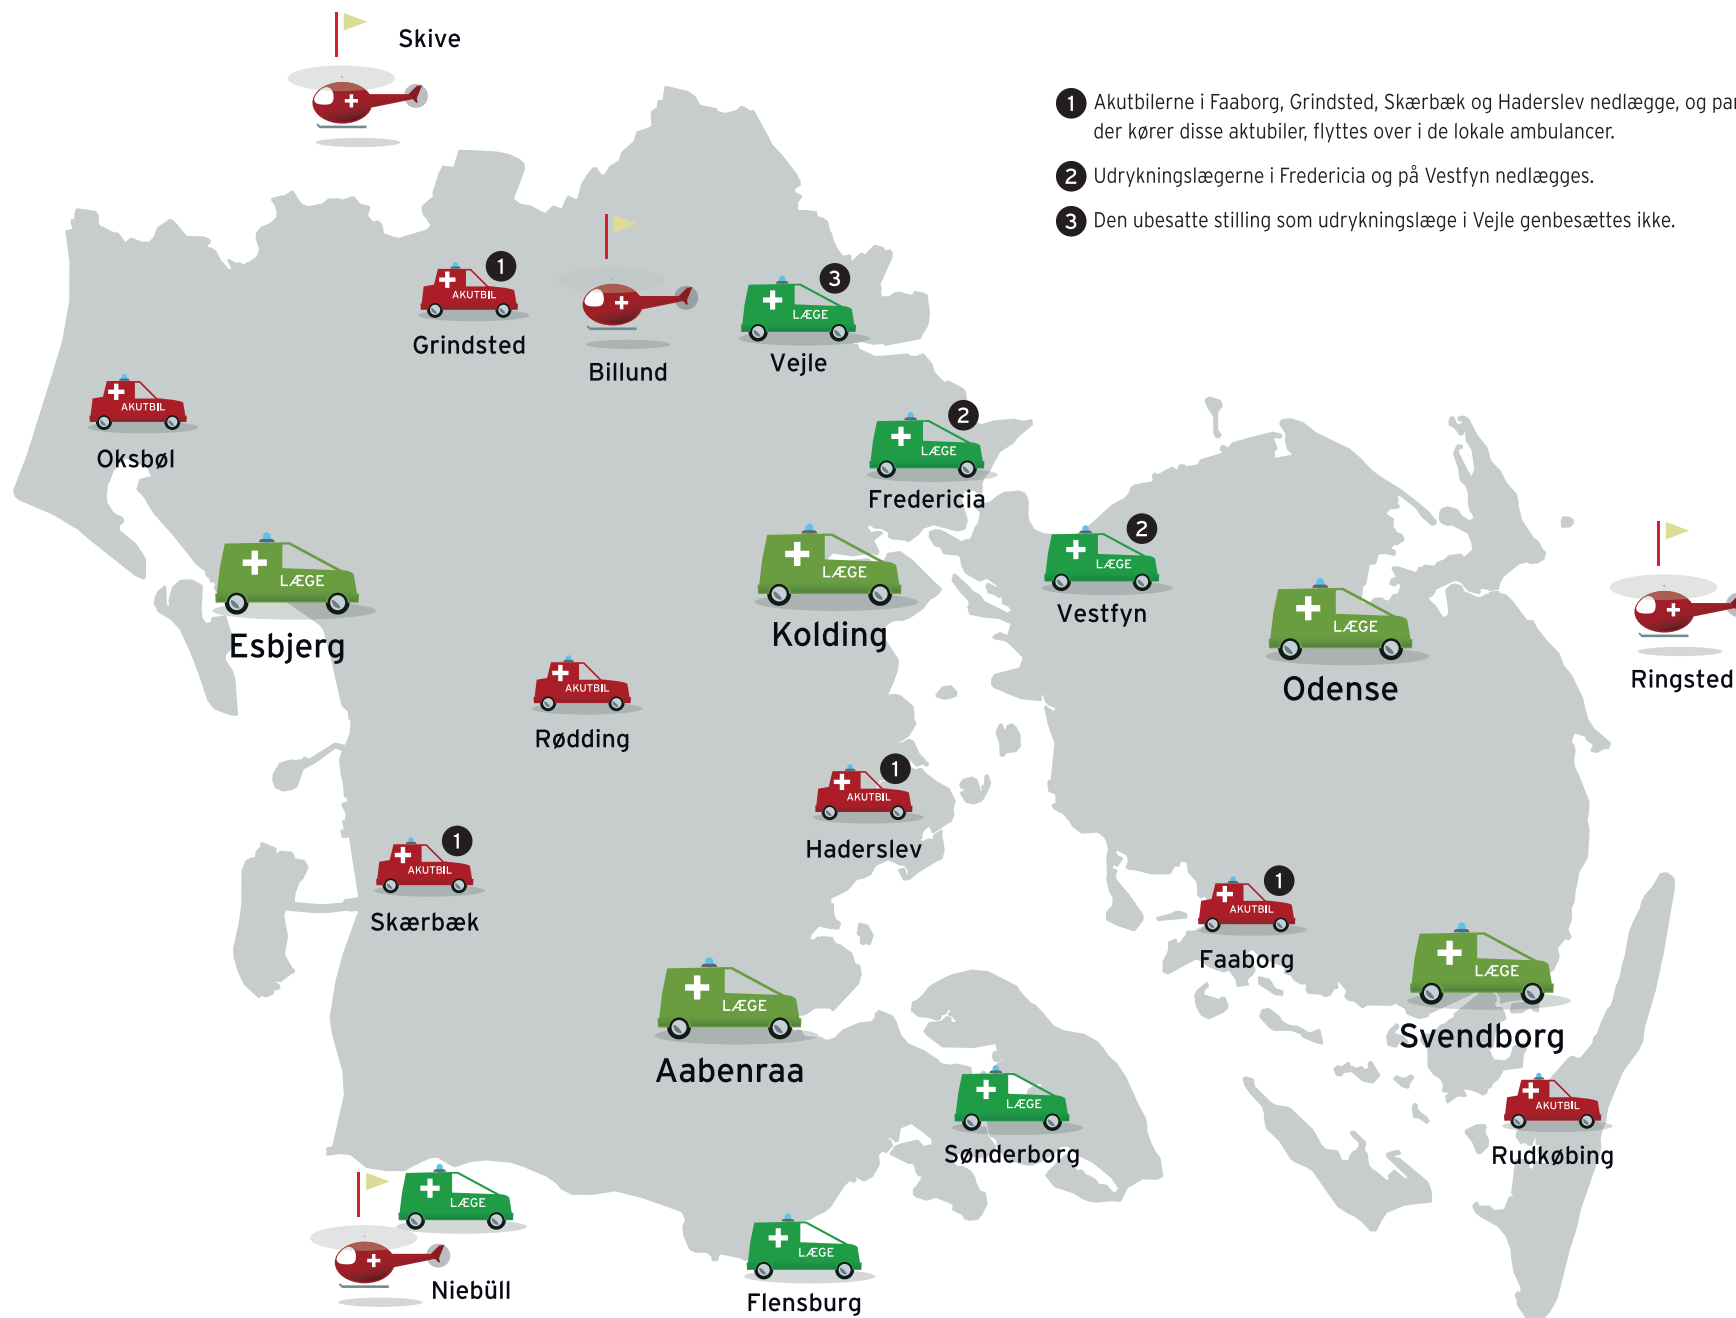 Skive
1 Akutbilerne i Faaborg, Grindsted, Skærbæk og Haderslev nedlægge, og
der kører disse aktubiler, flyttes over i de lokale ambulancer.
2 Udrykningslægerne i Fredericia og på Vestfyn nedlægges.
3 Den ubesatte stilling som udrykningslæge i Vejle genbesættes ikke.
1
AKUTBIL
Grindsted
Billund
3
LÆGE
Vejle
AKUTBIL
Oksbøl
2
LÆGE
Fredericia
LÆGE
Esbjerg
LÆGE
Kolding
2
LÆGE
Vestfyn
LÆGE
Odense
Ringsted
AKUTBIL
Rødding
1
AKUTBIL
Haderslev
1
AKUTBIL
Skærbæk
1
AKUTBIL
Faaborg
LÆGE
Svendborg
LÆGE
Aabenraa
LÆGE
Sønderborg
AKUTBIL
Rudkøbing
LÆGE
Niebüll
LÆGE
Flensburg